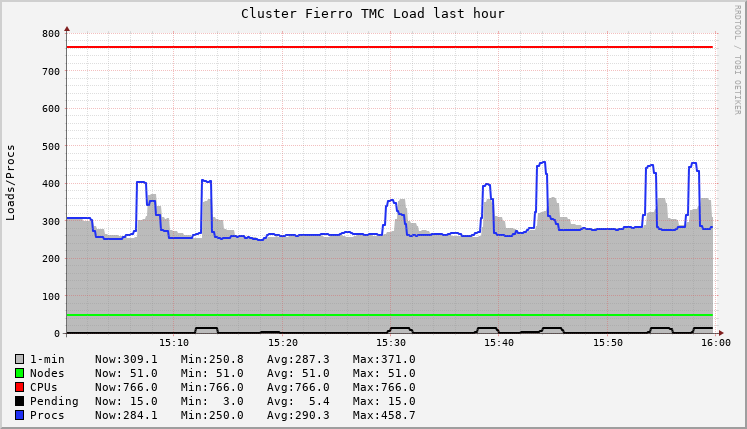 Cluster Fierro TMC Load last hour
RRDTOOL / TOBI OETIKER
Loads/Procs
800
700
600
500
400
300
200
100
0
15:10 15:20 15:30 15:40 15:50 16:00
1-min Now:309.1 Min:250.8 Avg:287.3 Max:371.0
Nodes Now: 51.0 Min: 51.0 Avg: 51.0 Max: 51.0
CPUs Now:766.0 Min:766.0 Avg:766.0 Max:766.0
Pending Now: 15.0 Min: 3.0 Avg: 5.4 Max: 15.0
Procs Now:284.1 Min:250.0 Avg:290.3 Max:458.7